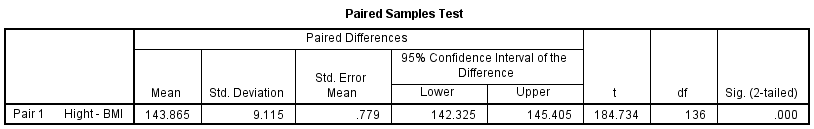 Paired Samples Test
Paired Differences
95% Confidence Interval of the
Difference
Std. Error
Mean
Std. Deviation
Mean
Lower
Upper
t
df
Sig. (2-tailed)
Pair 1 Hight - BMI 143.865 9.115 .779 142.325 145.405 184.734 136 .000